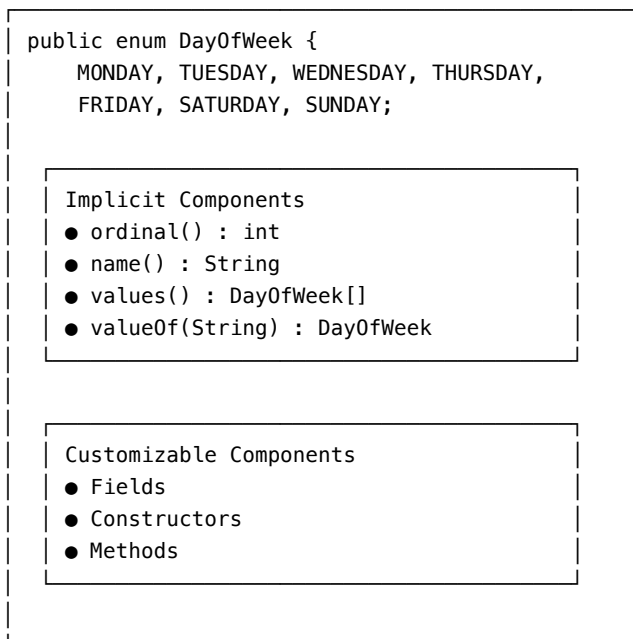 public enum DayOfWeek {
MONDAY, TUESDAY, WEDNESDAY, THURSDAY,
FRIDAY, SATURDAY, SUNDAY;
Implicit Components
● ordinal() : int
● name() : String
● values() : DayOfWeek[]
● valueOf(String) : DayOfWeek
Customizable Components
● Fields
● Constructors
● Methods